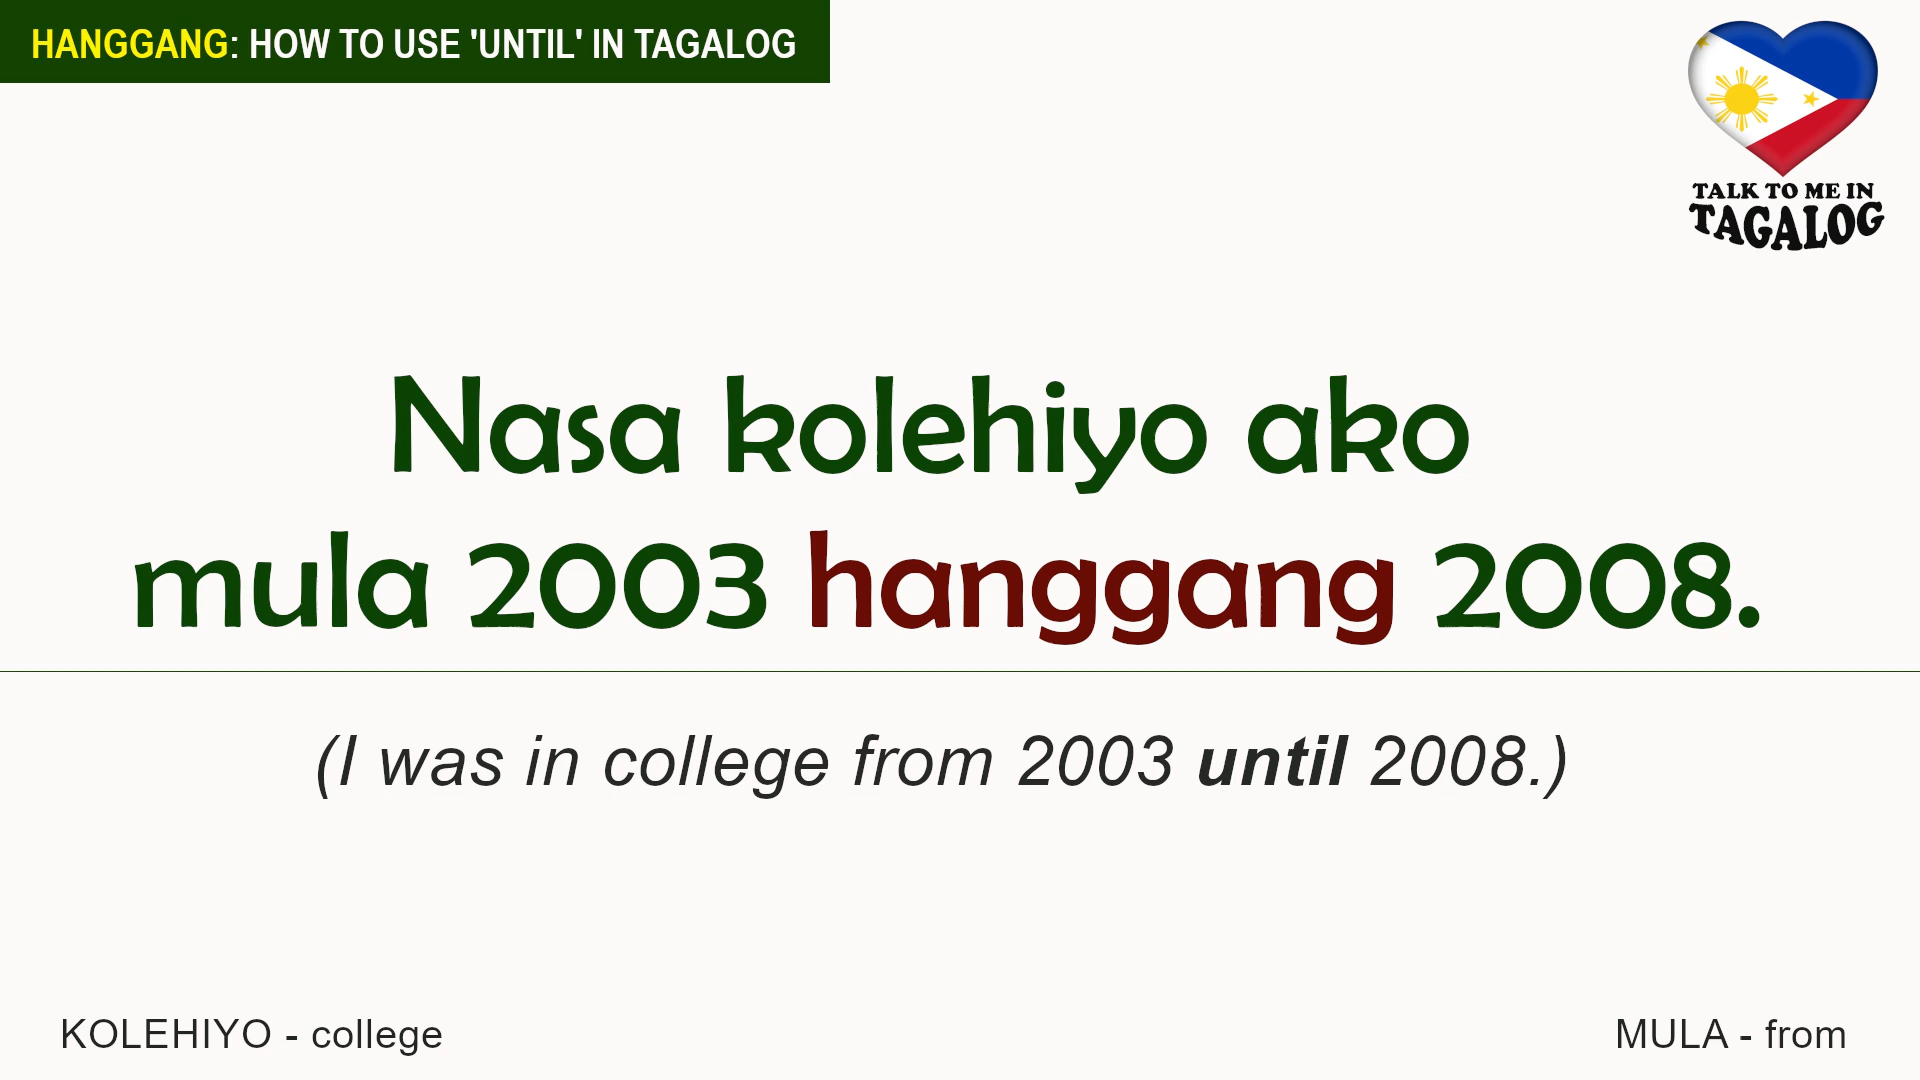 HANGGANG: HOW TO USE 'UNTIL' IN TAGALOG
TALK TO ME IN
TAGALOG
Nasa kolehiyo ako
mula 2003 hanggang 2008.
(I was in college from 2003 until 2008.)
KOLEHIYO - college
MULA - from